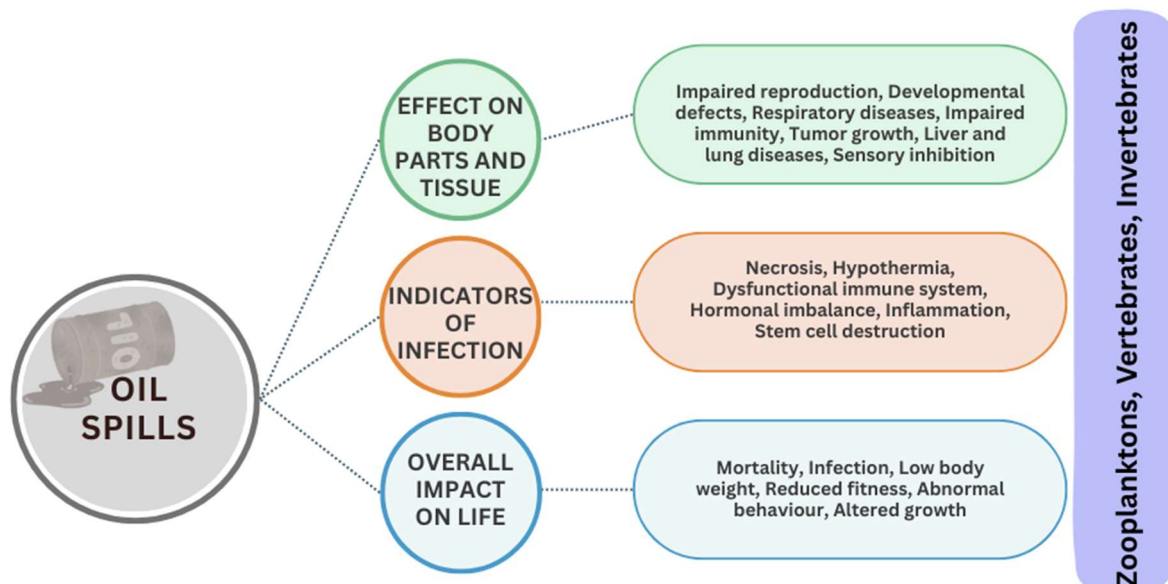 EFFECT ON
BODY
PARTS AND
TISSUE
Impaired reproduction, Developmental
defects, Respiratory diseases, Impaired
immunity, Tumor growth, Liver and
lung diseases, Sensory inhibition
INDICATORS
OF
INFECTION
Necrosis, Hypothermia,
Dysfunctional immune system,
Hormonal imbalance, Inflammation,
Stem cell destruction
OIL
OIL
SPILLS
OVERALL
IMPACT
ON LIFE
Mortality, Infection, Low body
weight, Reduced fitness, Abnormal
behaviour, Altered growth
Zooplanktons, Vertebrates, Invertebrates